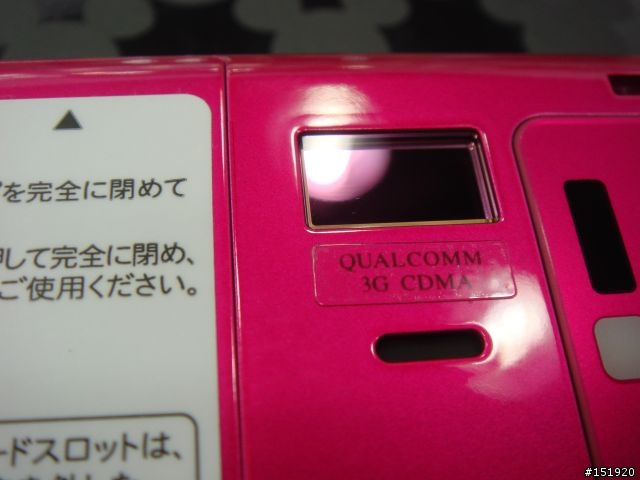 を完全に閉めて
押して完全に閉め、
ご使用ください。
ードスロットは、
QUALCOMM
3G CDMA
#151920